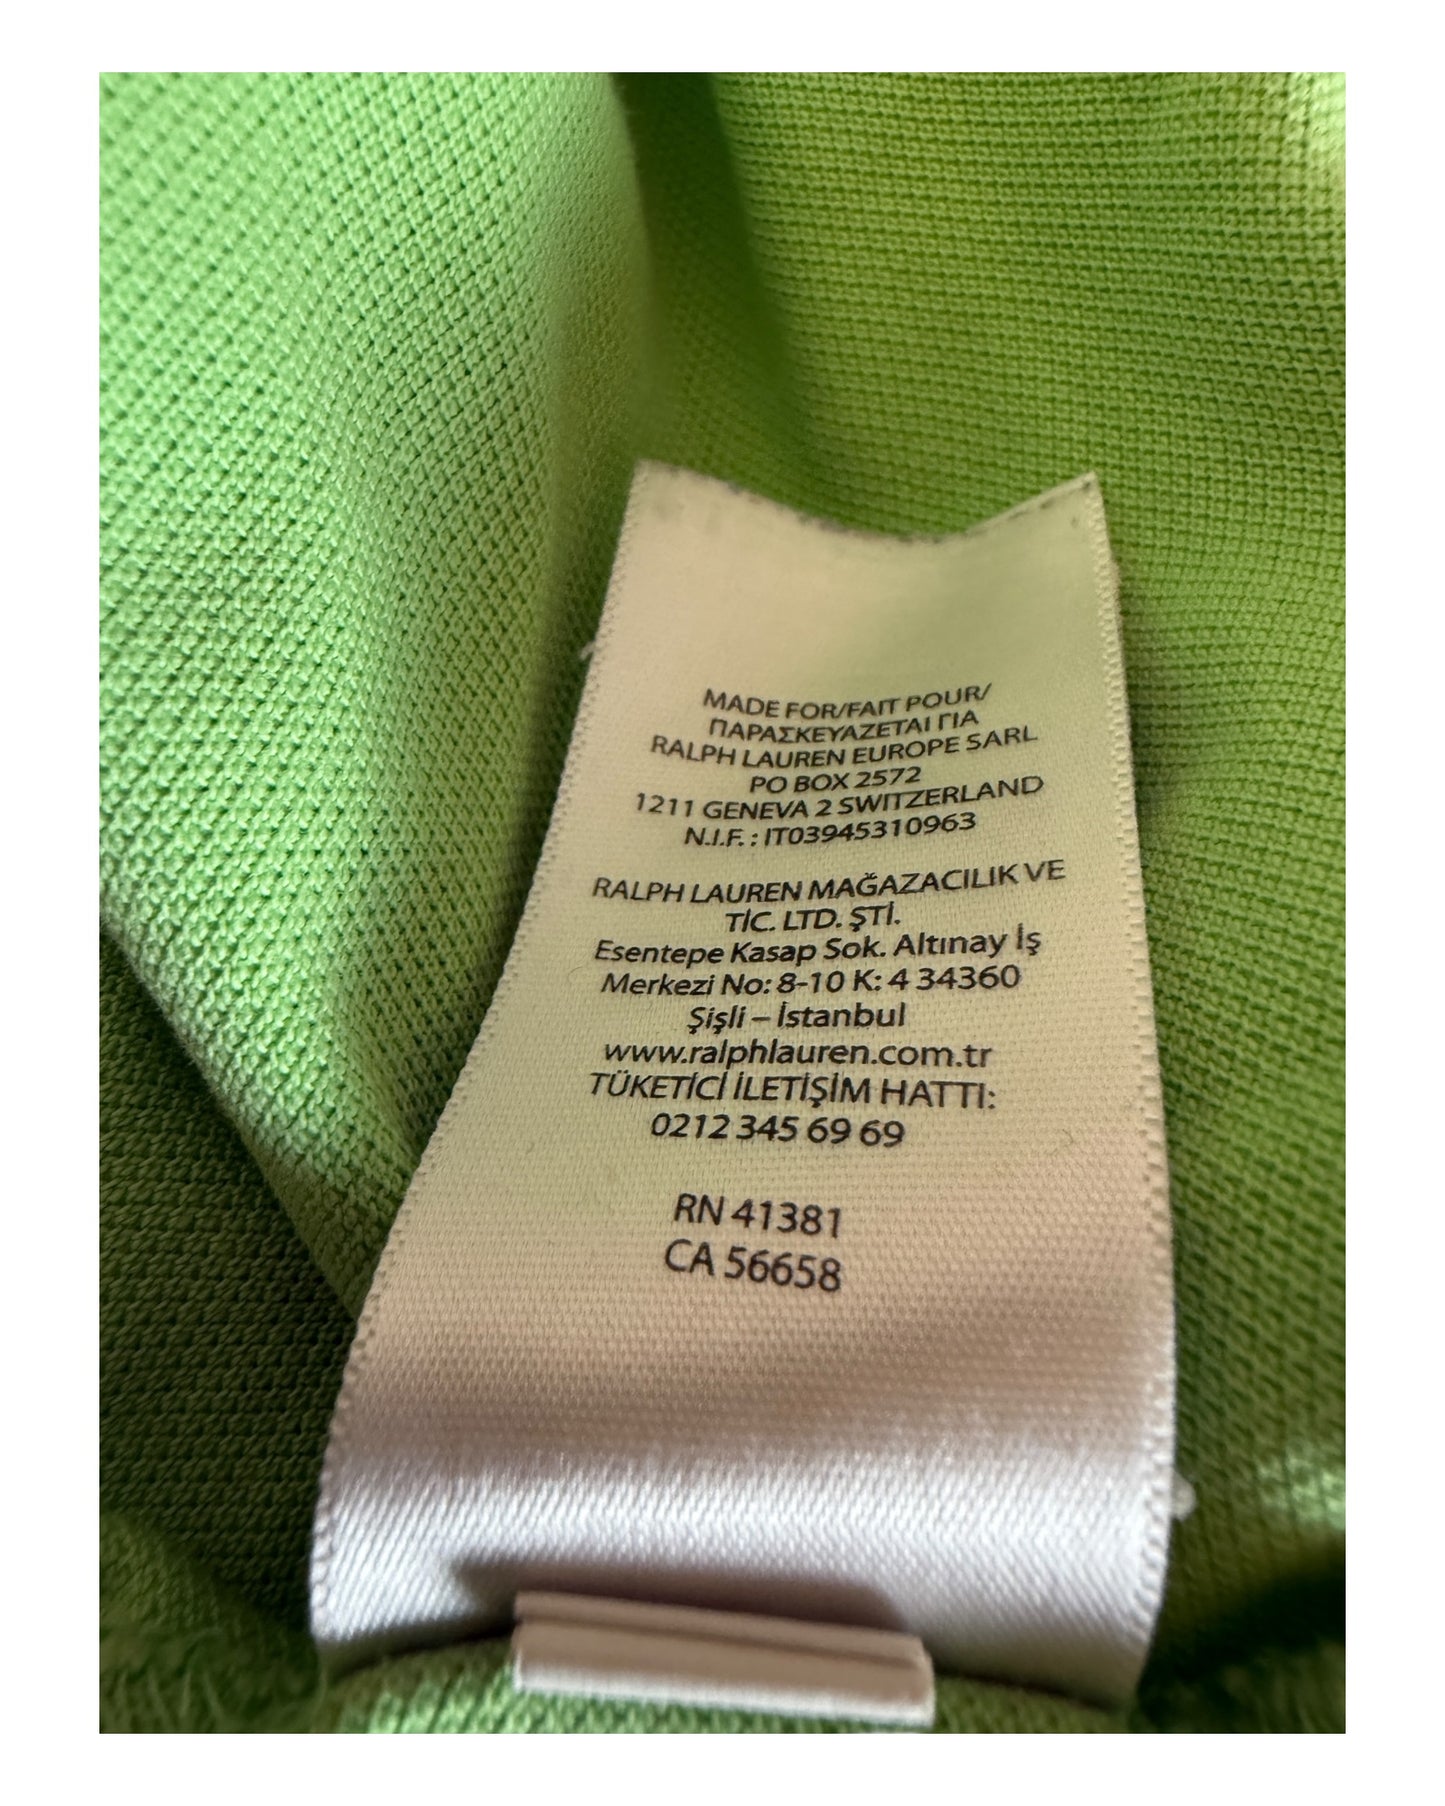 MADE FOR/FAIT POUR/
ΠΑΡΑΣΚΕΥΑΖΕΤΑΙ ΓΙΑ
RALPH LAUREN EUROPE SARL
PO BOX 2572
1211 GENEVA 2 SWITZERLAND
N.I.F. : IT03945310963
RALPH LAUREN MAĞAZACILIK VE
TİC. LTD. ŞTİ.
Esentepe Kasap Sok. Altınay İş
Merkezi No: 8-10 K: 4 34360
Şişli – İstanbul
www.ralphlauren.com.tr
TÜKETİCİ İLETİŞİM HATTI:
0212 345 69 69
RN 41381
CA 56658